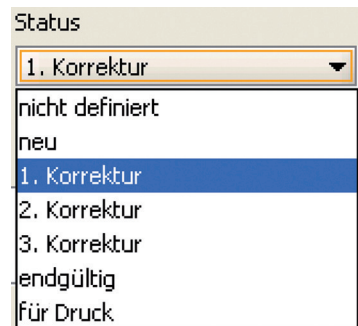 Status
1. Korrektur
nicht definiert
neu
1. Korrektur
2. Korrektur
3. Korrektur
endgültig
für Druck